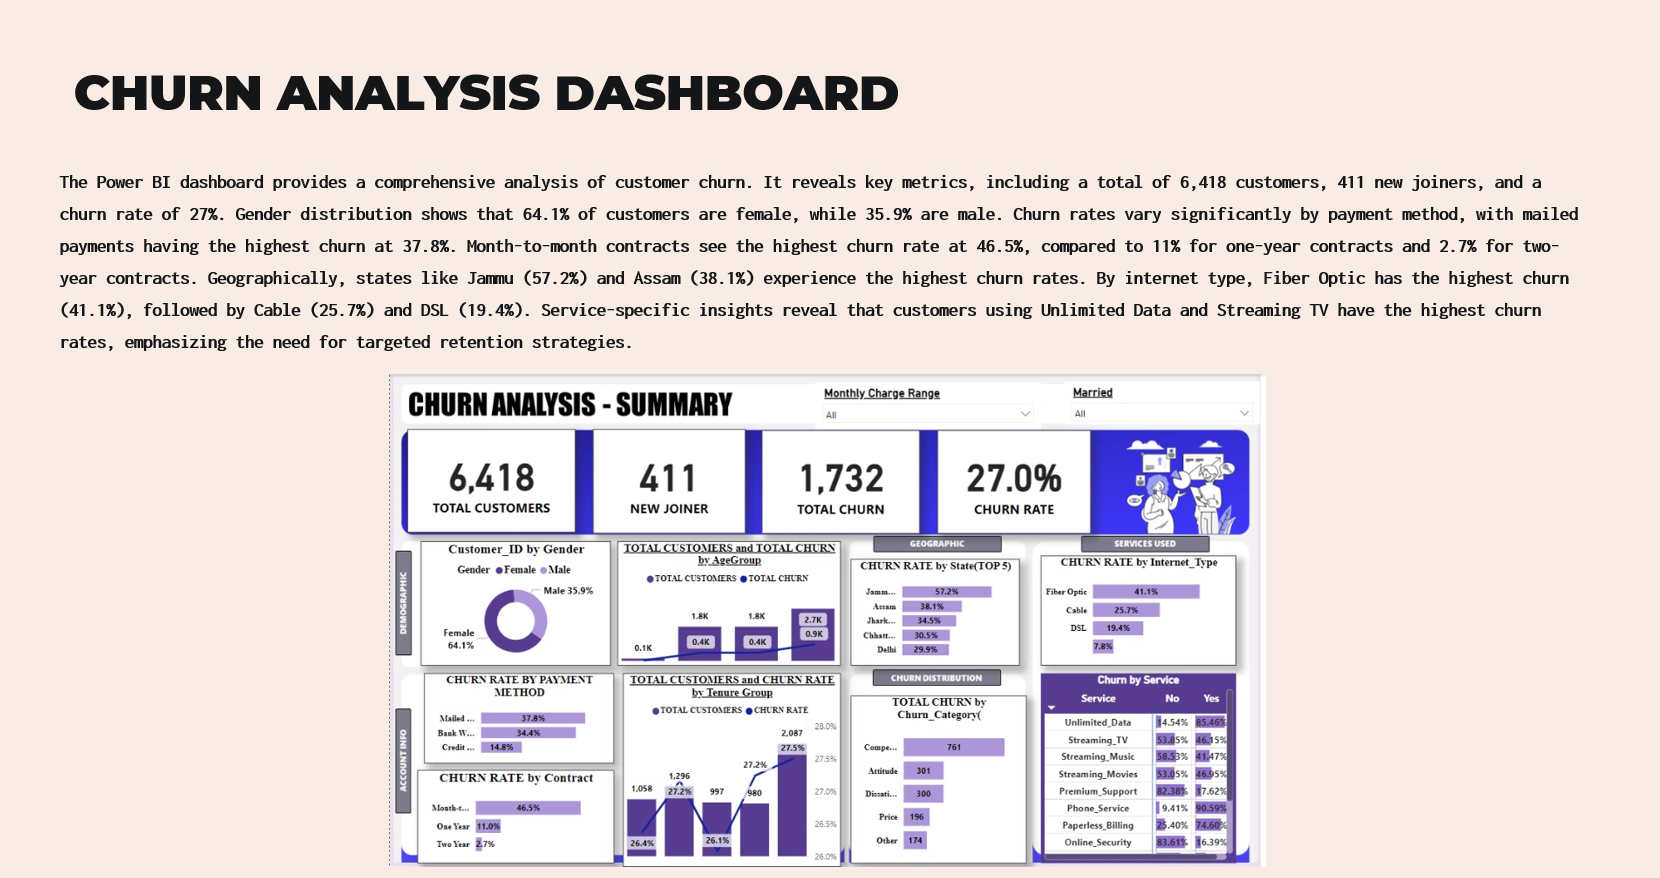 CHURN ANALYSIS DASHBOARD
The Power BI dashboard provides a comprehensive analysis of customer churn. It reveals key metrics, including a total of 6,418 customers, 411 new joiners, and a
churn rate of 27%. Gender distribution shows that 64.1% of customers are female, while 35.9% are male. Churn rates vary significantly by payment method, with mailed
payments having the highest churn at 37.8%. Month-to-month contracts see the highest churn rate at 46.5%, compared to 11% for one-year contracts and 2.7% for two-
year contracts. Geographically, states like Jammu (57.2%) and Assam (38.1%) experience the highest churn rates. By internet type, Fiber Optic has the highest churn
(41.1%), followed by Cable (25.7%) and DSL (19.4%). Service-specific insights reveal that customers using Unlimited Data and Streaming TV have the highest churn
rates, emphasizing the need for targeted retention strategies.
CHURN ANALYSIS - SUMMARY
Monthly Charge Range
All
Married
All
6,418
TOTAL CUSTOMERS
411
NEW JOINER
1,732
TOTAL CHURN
27.0%
CHURN RATE
DEMOGRAPHIC
Customer_ID by Gender
Gender Female Male
Male 35.9%
Female
64.1%
TOTAL CUSTOMERS and TOTAL CHURN
by AgeGroup
TOTAL CUSTOMERS TOTAL CHURN
0.1K
1.8K
0.4K
1.8K
0.4K
2.7K
0.9K
GEOGRAPHIC
CHURN RATE by State(TOP 5)
Jamm... 57.2%
Assam 38.1%
Jhark... 34.5%
Chhatt... 30.5%
Delhi 29.9%
SERVICES USED
CHURN RATE by Internet_Type
Fiber Optic 41.1%
Cable 25.7%
DSL 19.4%
7.8%
ACCOUNT INFO
CHURN RATE BY PAYMENT
METHOD
Mailed ... 37.8%
Bank W... 34.4%
Credit ... 14.8%
CHURN RATE by Contract
Month-t... 46.5%
One Year 11.0%
Two Year 2.7%
TOTAL CUSTOMERS and CHURN RATE
by Tenure Group
TOTAL CUSTOMERS CHURN RATE
1,058
26.4%
1,296
27.2%
997
26.1%
27.2%
980
2,087
27.5%
28.0%
27.5%
27.0%
26.5%
26.0%
CHURN DISTRIBUTION
TOTAL CHURN by
Churn_Category(
Compe... 761
Attitude 301
Dissati... 300
Price 196
Other 174
Churn by Service
Service No Yes
Unlimited_Data 14.54% 85.46%
Streaming_TV 53.85% 46.15%
Streaming_Music 58.53% 41.47%
Streaming_Movies 53.05% 46.95%
Premium_Support 82.38% 17.62%
Phone_Service 9.41% 90.59%
Paperless_Billing 25.40% 74.60%
Online_Security 83.61% 16.39%